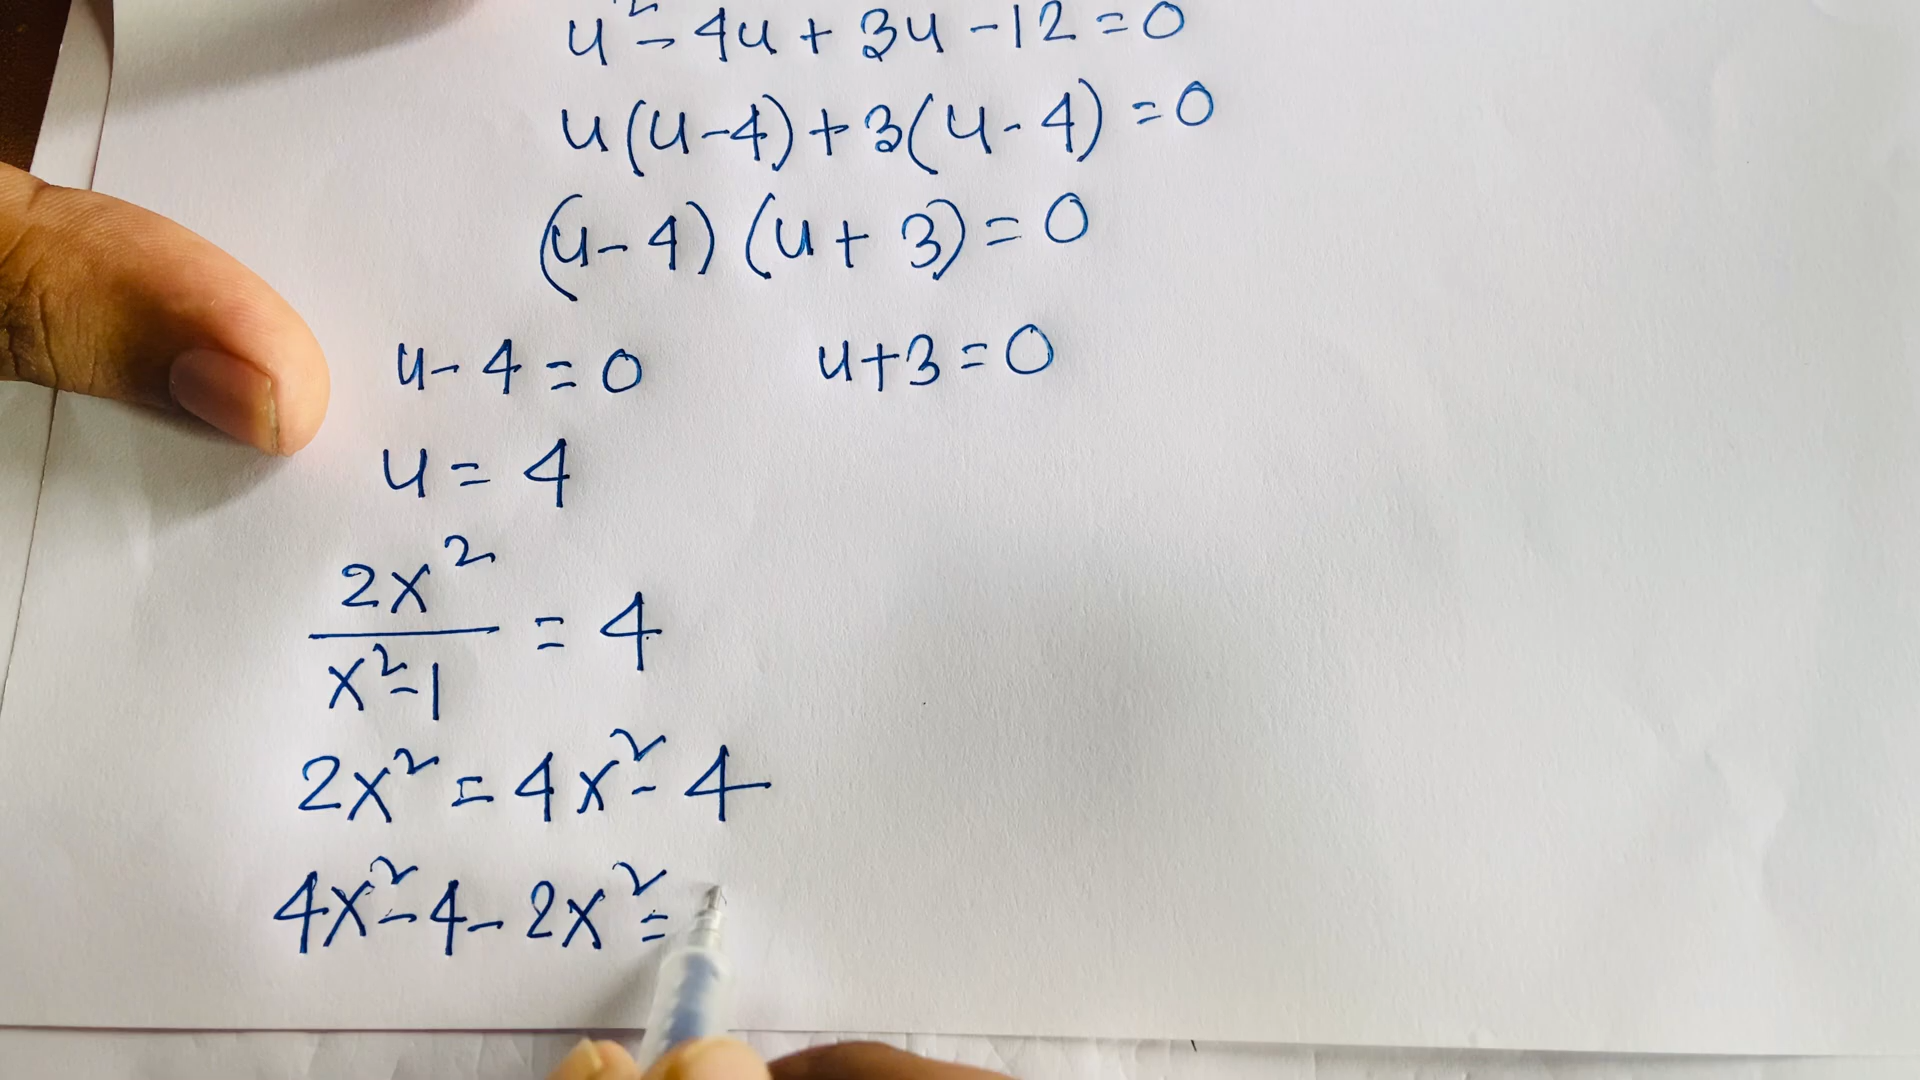 u² - 4u + 3u - 12 = 0
u(u-4) + 3(u-4) = 0
(u-4) (u+3) = 0
u-4 = 0 u+3 = 0
u = 4
2x²
—— = 4
x²-1
2x² = 4x² - 4
4x² - 4 - 2x² =